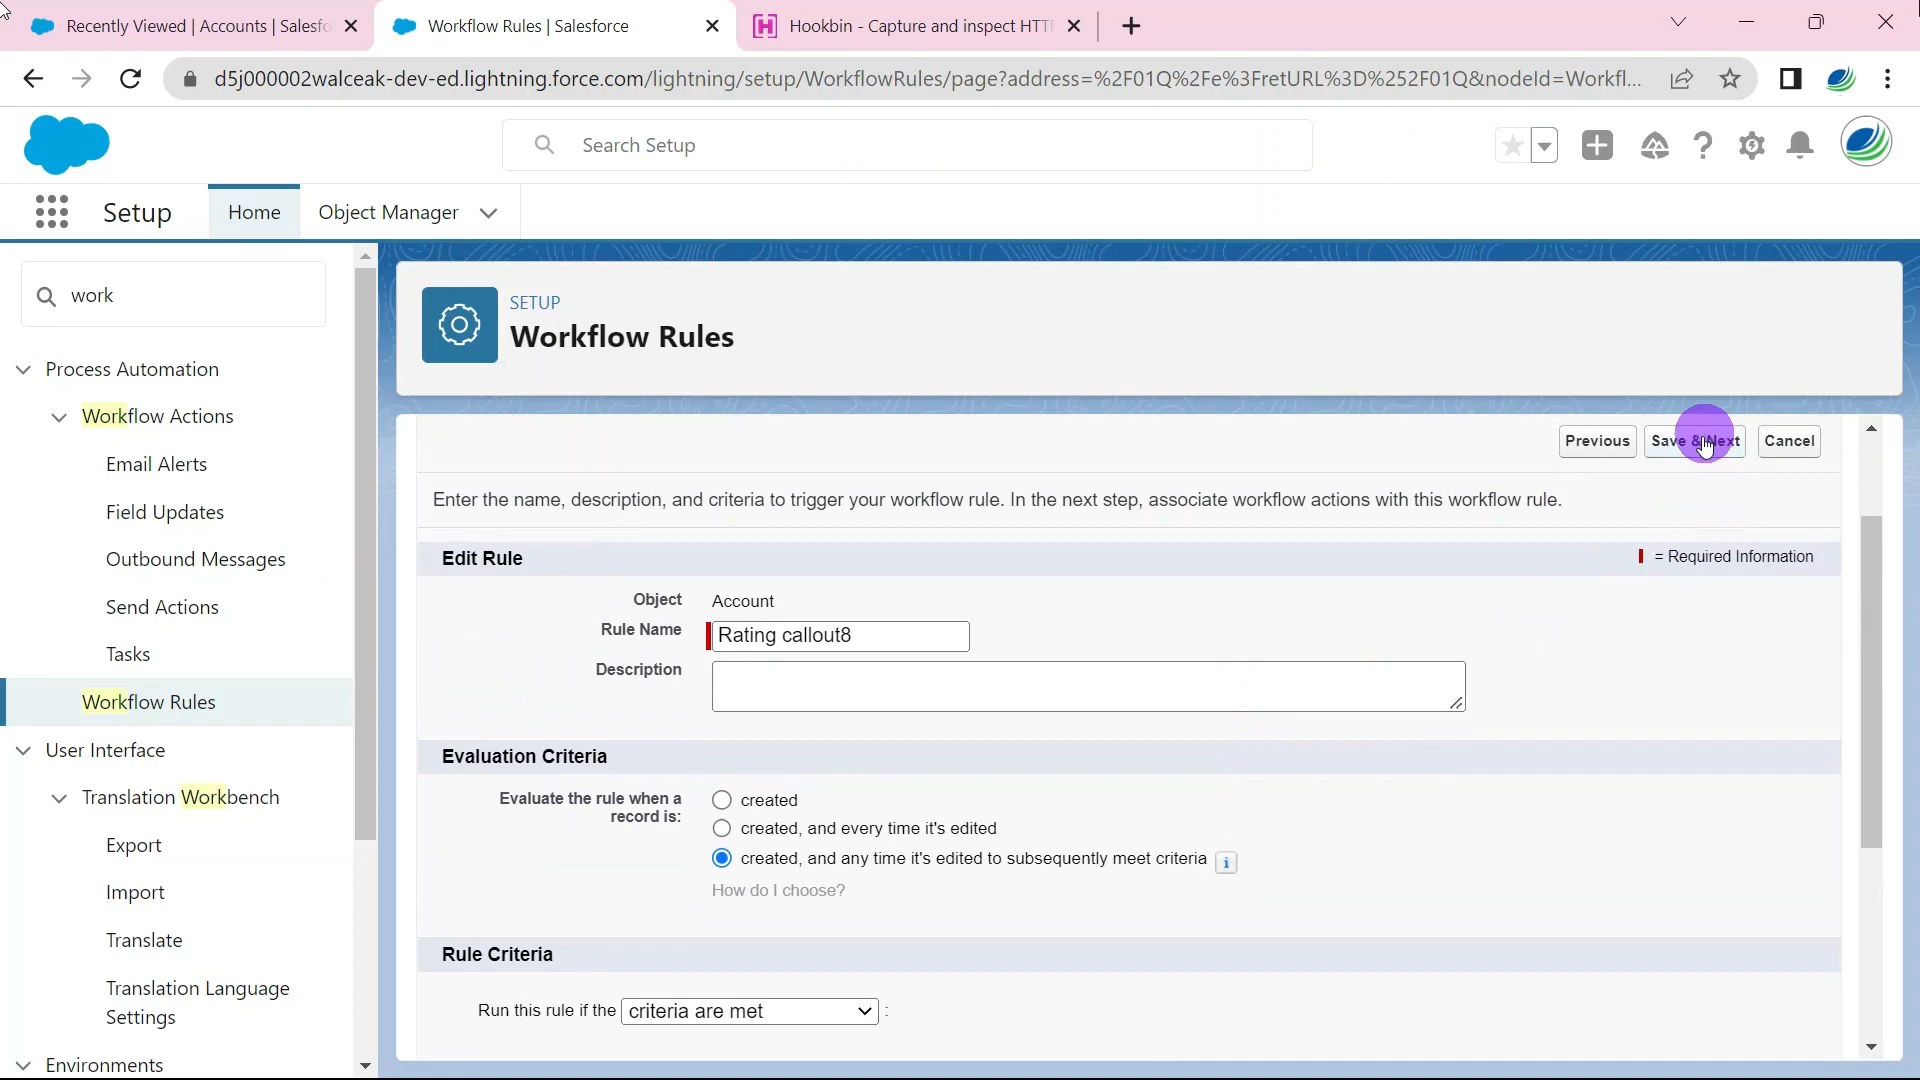 Recently Viewed | Accounts | Salesfo
Workflow Rules | Salesforce
Hookbin - Capture and inspect HTT
d5j000002walceak-dev-ed.lightning.force.com/lightning/setup/WorkflowRules/page?address=%2F01Q%2Fe%3FretURL%3D%252F01Q&nodeId=Workfl...
Search Setup
Setup
Home
Object Manager
work
Process Automation
Workflow Actions
Email Alerts
Field Updates
Outbound Messages
Send Actions
Tasks
Workflow Rules
User Interface
Translation Workbench
Export
Import
Translate
Translation Language
Settings
Environments
SETUP
Workflow Rules
Previous
Save & Next
Cancel
Enter the name, description, and criteria to trigger your workflow rule. In the next step, associate workflow actions with this workflow rule.
Edit Rule
= Required Information
Object Account
Rule Name Rating callout8
Description
Evaluation Criteria
Evaluate the rule when a
record is:
created
created, and every time it's edited
created, and any time it's edited to subsequently meet criteria
How do I choose?
Rule Criteria
Run this rule if the criteria are met :